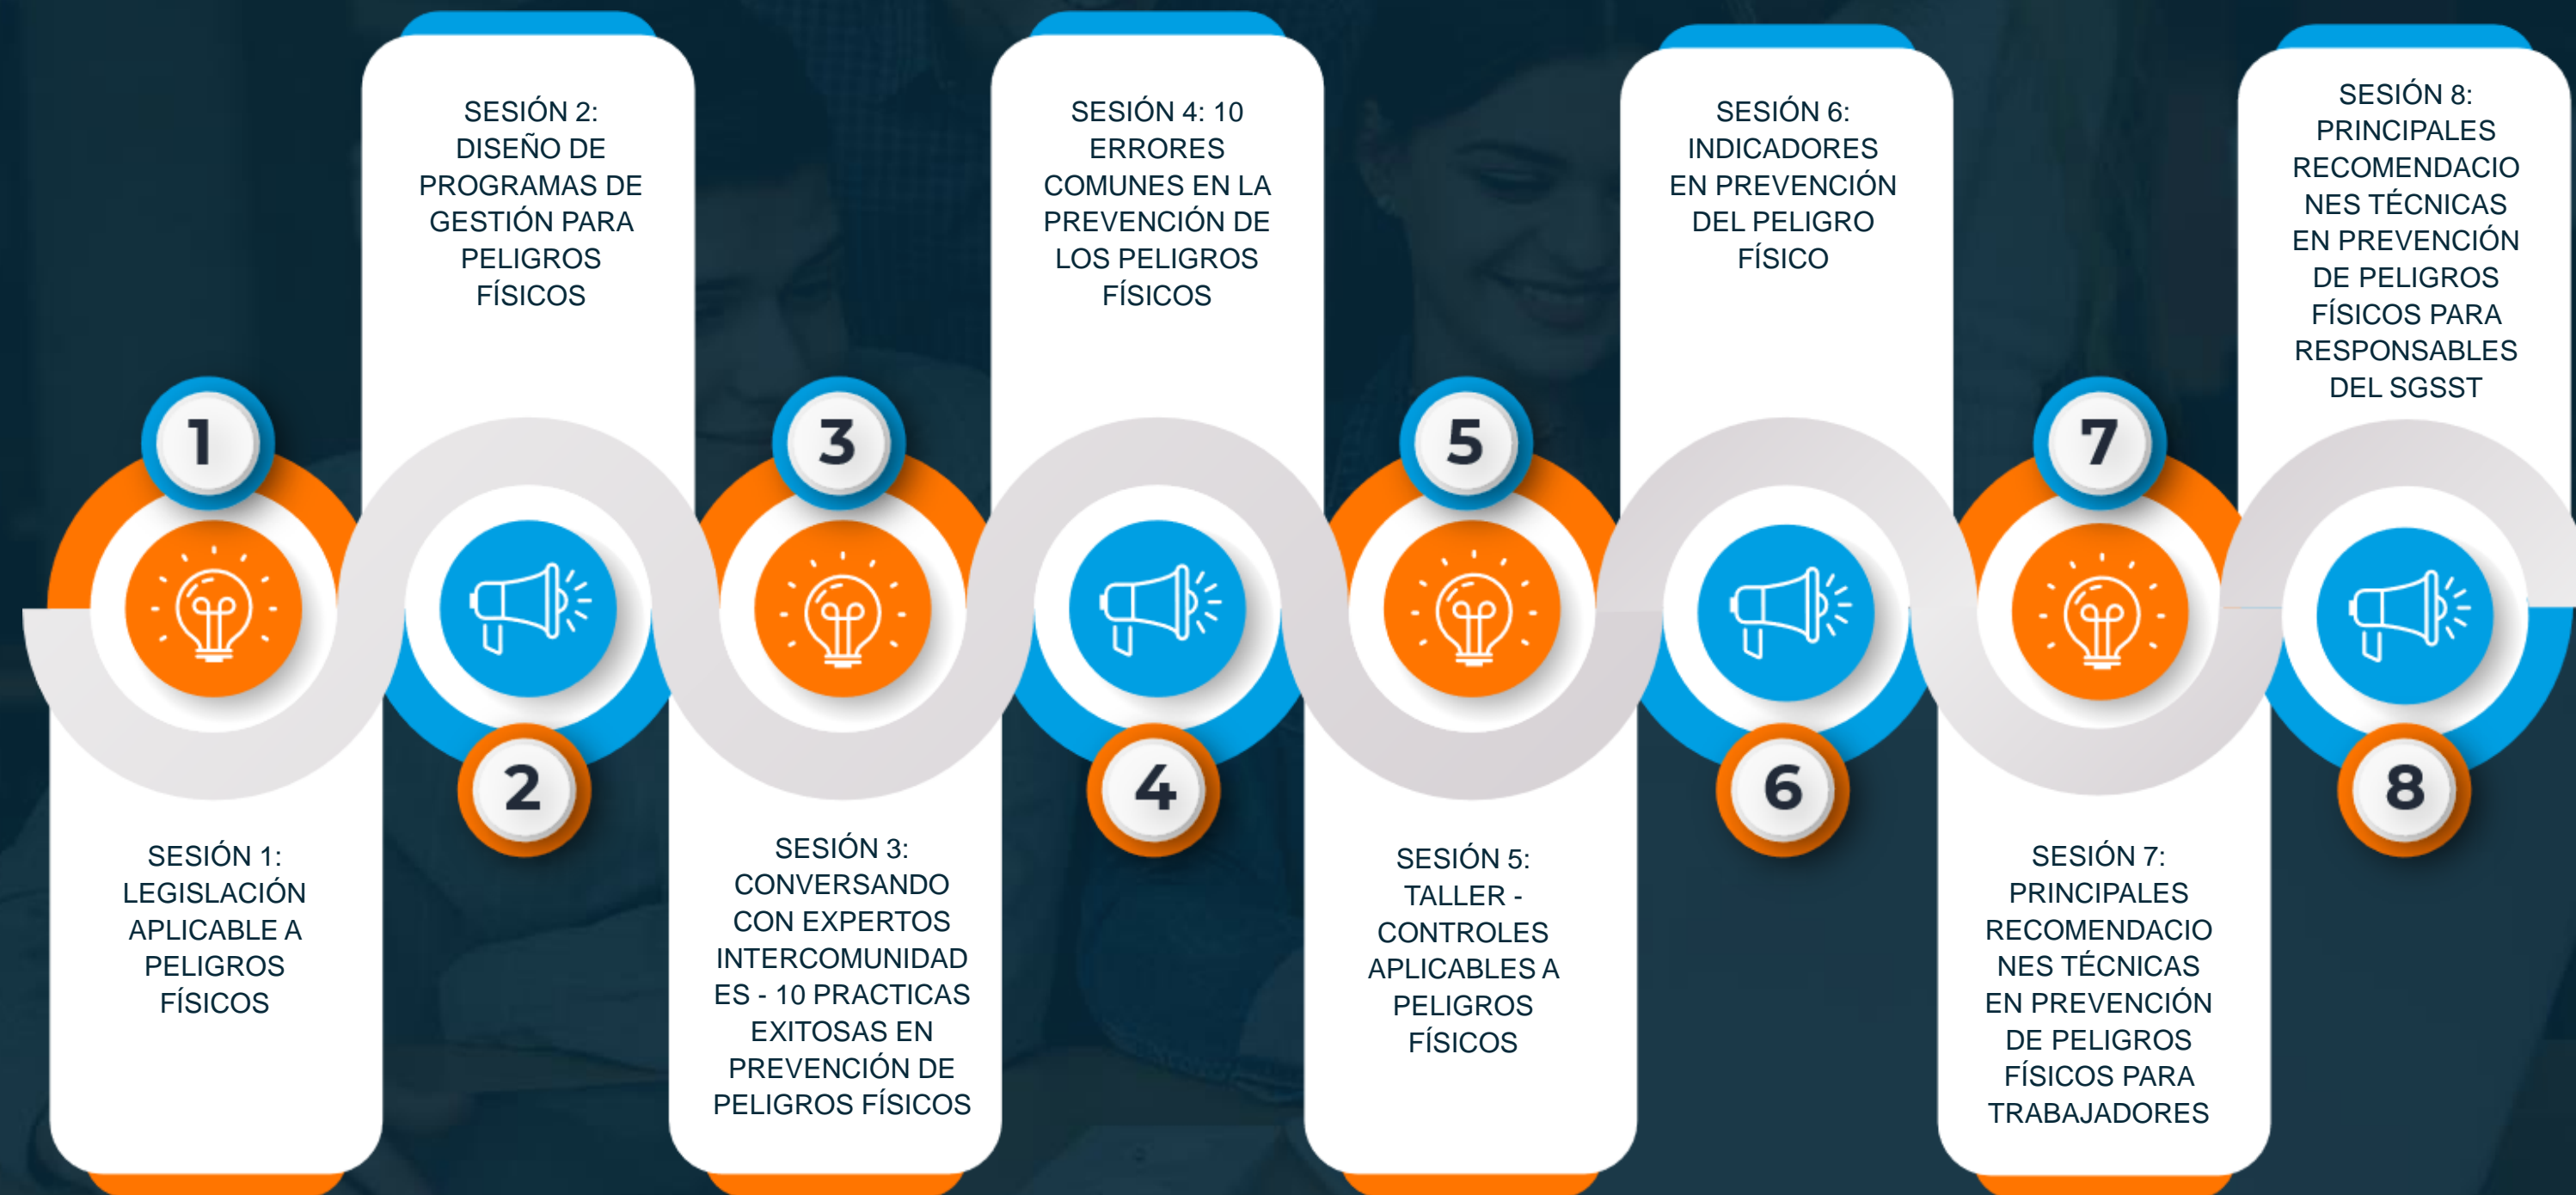 1
SESIÓN 1:
LEGISLACIÓN
APLICABLE A
PELIGROS
FÍSICOS
SESIÓN 2:
DISEÑO DE
PROGRAMAS DE
GESTIÓN PARA
PELIGROS
FÍSICOS
2
3
SESIÓN 3:
CONVERSANDO
CON EXPERTOS
INTERCOMUNIDAD
ES - 10 PRACTICAS
EXITOSAS EN
PREVENCIÓN DE
PELIGROS FÍSICOS
SESIÓN 4: 10
ERRORES
COMUNES EN LA
PREVENCIÓN DE
LOS PELIGROS
FÍSICOS
4
5
SESIÓN 5:
TALLER -
CONTROLES
APLICABLES A
PELIGROS
FÍSICOS
SESIÓN 6:
INDICADORES
EN PREVENCIÓN
DEL PELIGRO
FÍSICO
6
7
SESIÓN 7:
PRINCIPALES
RECOMENDACIO
NES TÉCNICAS
EN PREVENCIÓN
DE PELIGROS
FÍSICOS PARA
TRABAJADORES
SESIÓN 8:
PRINCIPALES
RECOMENDACIO
NES TÉCNICAS
EN PREVENCIÓN
DE PELIGROS
FÍSICOS PARA
RESPONSABLES
DEL SGSST
8